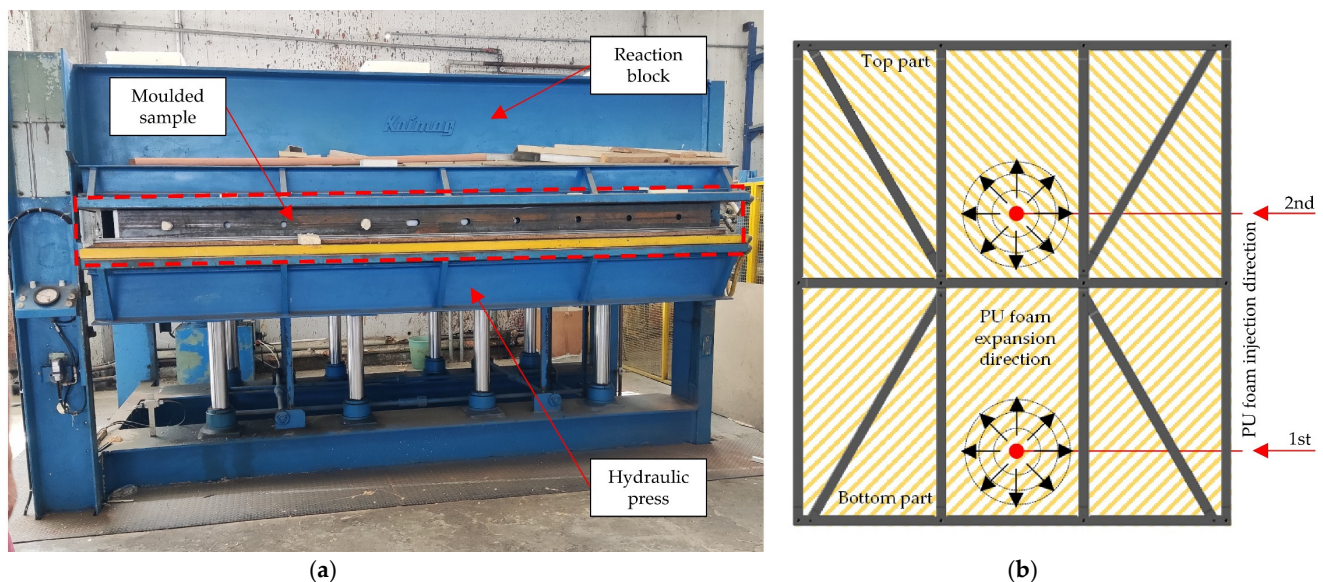 Reaction
block
Moulded
sample
Kaimag
Hydraulic
press
(a)
Top part
2nd
PU foam
expansion
direction
PU foam injection direction
1st
Bottom part
(b)